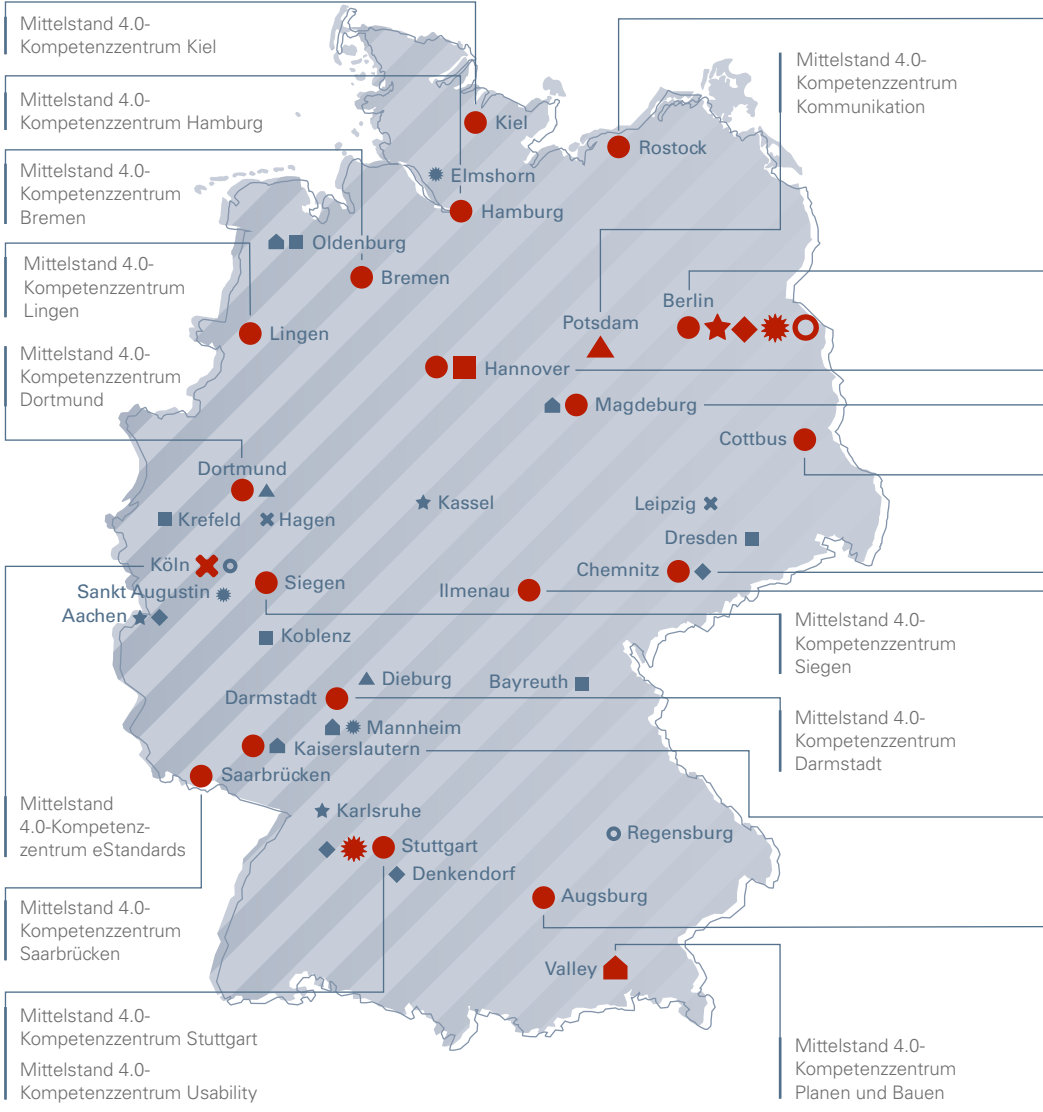 Mittelstand 4.0-
Kompetenzzentrum Kiel
Mittelstand 4.0-
Kompetenzzentrum Hamburg
Mittelstand 4.0-
Kompetenzzentrum
Bremen
Mittelstand 4.0-
Kompetenzzentrum
Lingen
Mittelstand 4.0-
Kompetenzzentrum
Dortmund
Mittelstand
4.0-Kompetenz-
zentrum eStandards
Mittelstand 4.0-
Kompetenzzentrum
Saarbrücken
Mittelstand 4.0-
Kompetenzzentrum Stuttgart
Mittelstand 4.0-
Kompetenzzentrum Usability
Kiel
Rostock
Elmshorn
Hamburg
Oldenburg
Bremen
Berlin
Potsdam
Lingen
Hannover
Magdeburg
Cottbus
Dortmund
Kassel
Leipzig
Krefeld
Hagen
Dresden
Köln
Chemnitz
Siegen
Ilmenau
Sankt Augustin
Aachen
Koblenz
Dieburg
Bayreuth
Darmstadt
Mannheim
Kaiserslautern
Saarbrücken
Karlsruhe
Regensburg
Stuttgart
Denkendorf
Augsburg
Valley
Mittelstand 4.0-
Kompetenzzentrum
Kommunikation
Mittelstand 4.0-
Kompetenzzentrum
Siegen
Mittelstand 4.0-
Kompetenzzentrum
Darmstadt
Mittelstand 4.0-
Kompetenzzentrum
Planen und Bauen